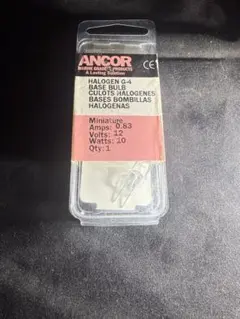 ANCOR
MARINE GRADE PRODUCTS
A Lasting Solution
CE
HALOGEN G-4
BASE BULB
CULOTS HALOGENES
BASES BOMBILLAS
HALOGENAS
Miniature
Amps: 0.83
Volts: 12
Watts: 10
Qty: 1